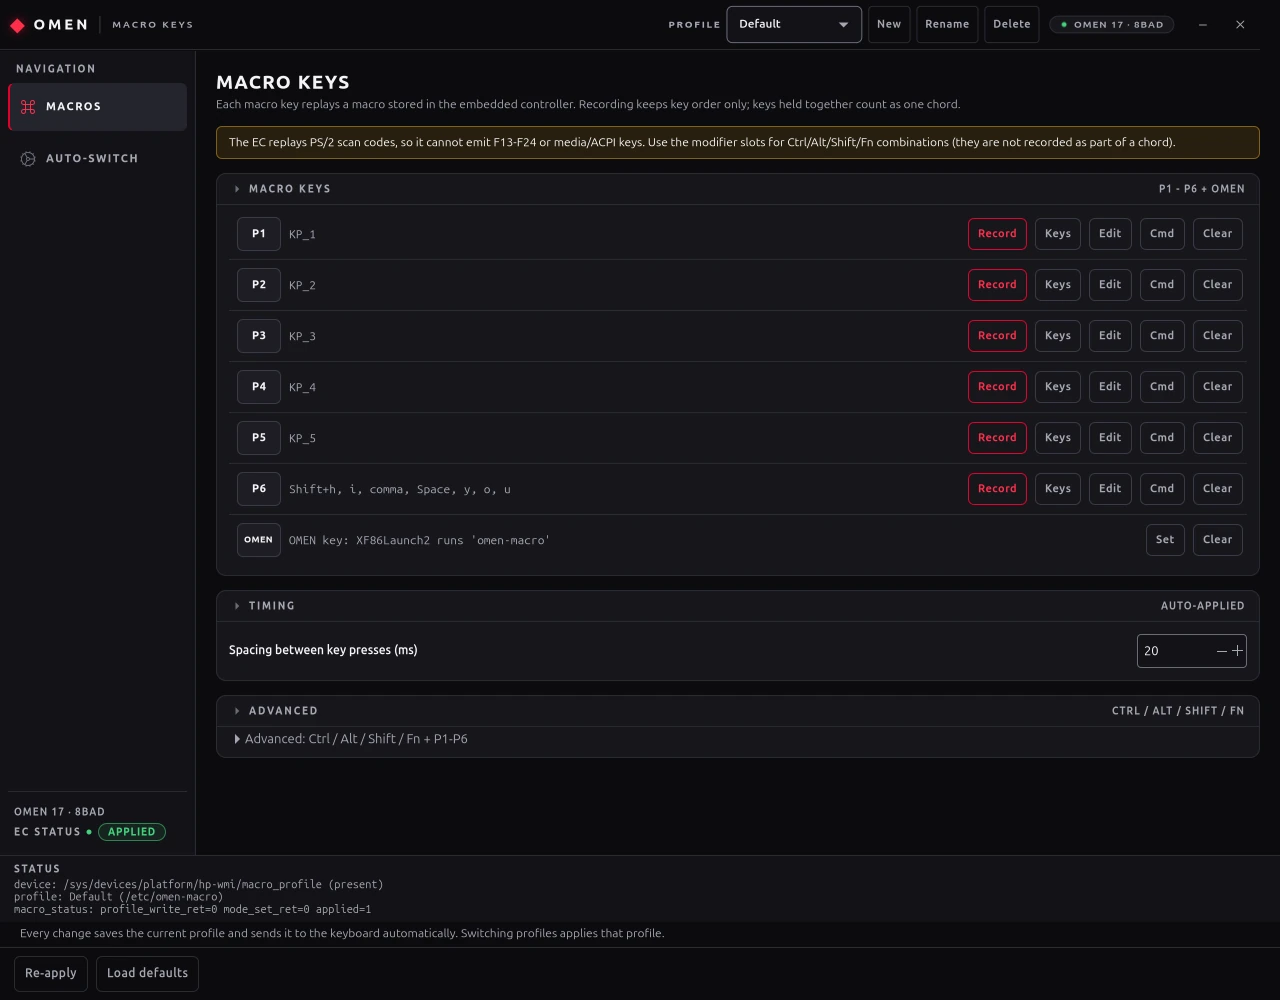 OMEN MACRO KEYS PROFILE Default New Rename Delete OMEN 17 · 8BAD
NAVIGATION
MACROS
AUTO-SWITCH
MACRO KEYS
Each macro key replays a macro stored in the embedded controller. Recording keeps key order only; keys held together count as one chord.
The EC replays PS/2 scan codes, so it cannot emit F13-F24 or media/ACPI keys. Use the modifier slots for Ctrl/Alt/Shift/Fn combinations (they are not recorded as part of a chord).
MACRO KEYS P1 - P6 + OMEN
P1 KP_1 Record Keys Edit Cmd Clear
P2 KP_2 Record Keys Edit Cmd Clear
P3 KP_3 Record Keys Edit Cmd Clear
P4 KP_4 Record Keys Edit Cmd Clear
P5 KP_5 Record Keys Edit Cmd Clear
P6 Shift+h, i, comma, Space, y, o, u Record Keys Edit Cmd Clear
OMEN OMEN key: XF86Launch2 runs 'omen-macro' Set Clear
TIMING AUTO-APPLIED
Spacing between key presses (ms) 20
ADVANCED CTRL / ALT / SHIFT / FN
Advanced: Ctrl / Alt / Shift / Fn + P1-P6
OMEN 17 · 8BAD
EC STATUS APPLIED
STATUS
device: /sys/devices/platform/hp-wmi/macro_profile (present)
profile: Default (/etc/omen-macro)
macro_status: profile_write_ret=0 mode_set_ret=0 applied=1
Every change saves the current profile and sends it to the keyboard automatically. Switching profiles applies that profile.
Re-apply Load defaults